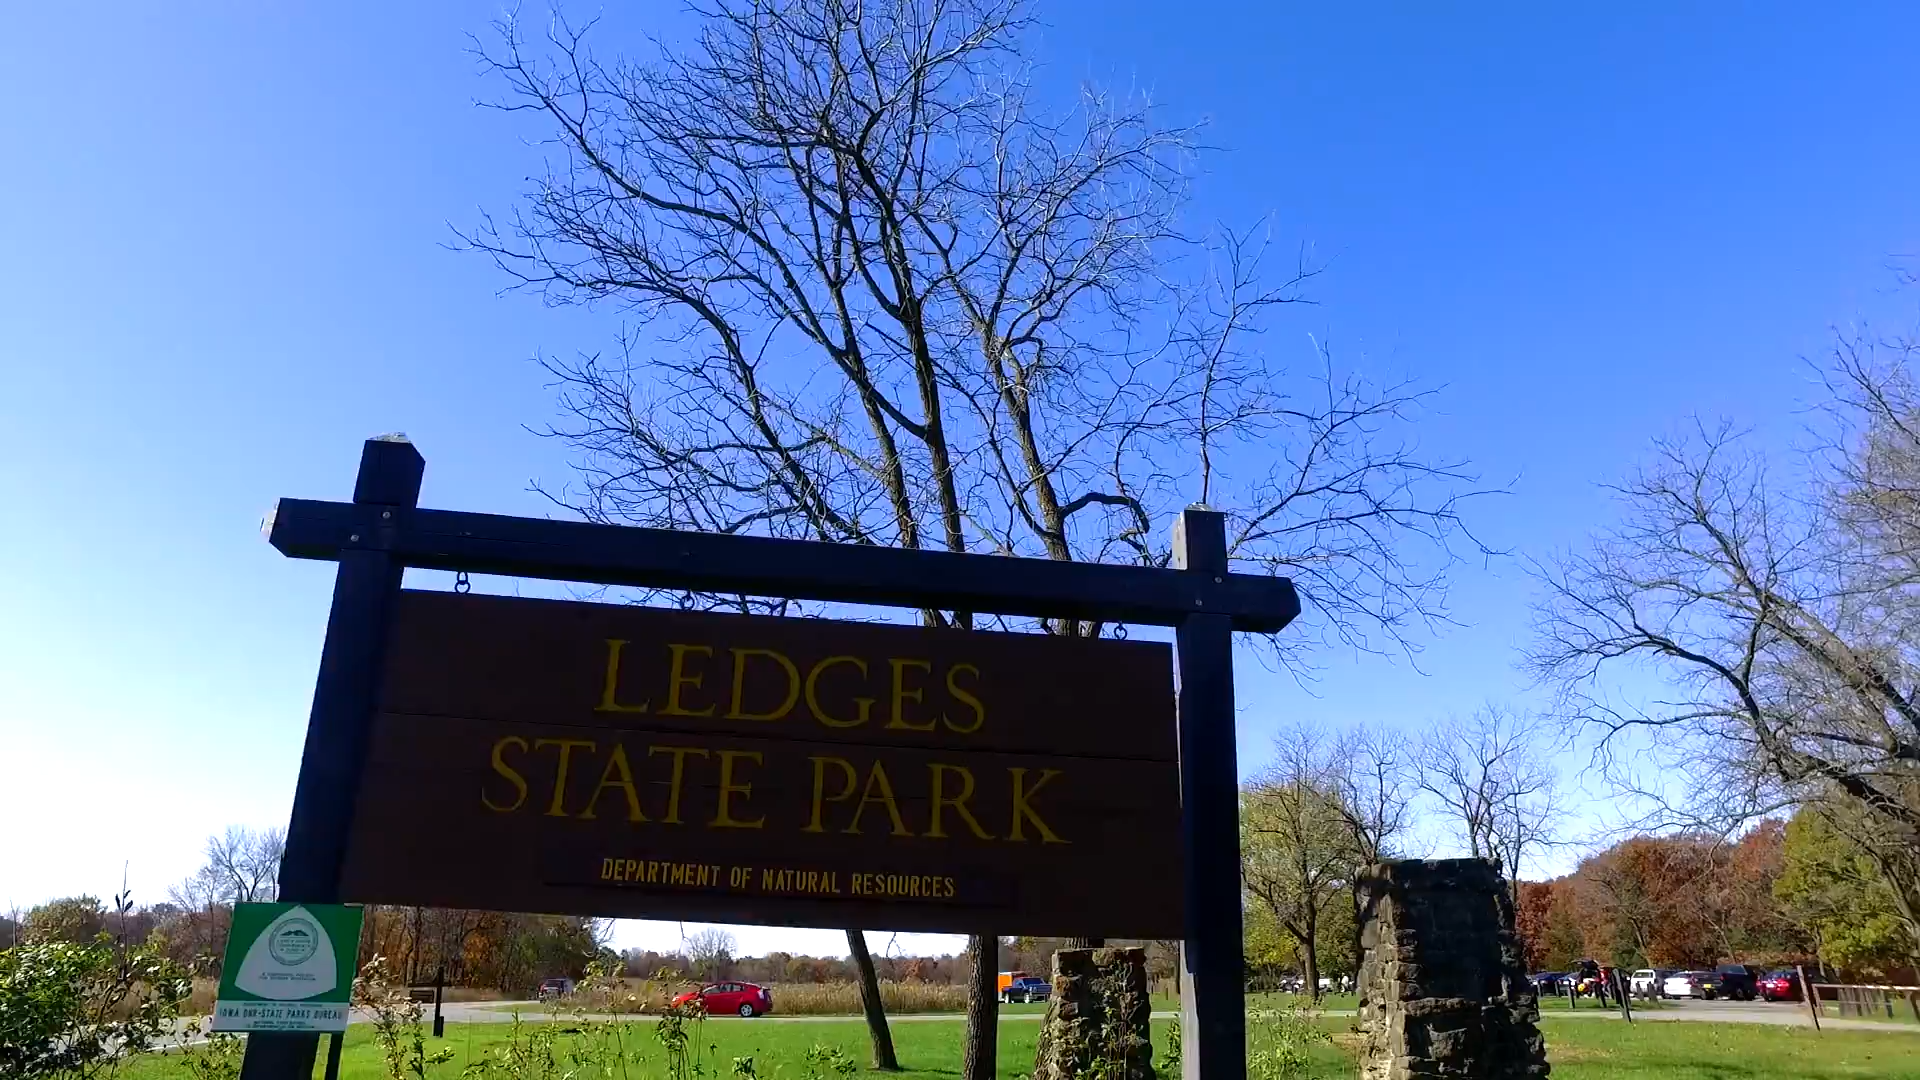 LEDGES
STATE PARK
DEPARTMENT OF NATURAL RESOURCES
IOWA DNR-STATE PARKS BUREAU